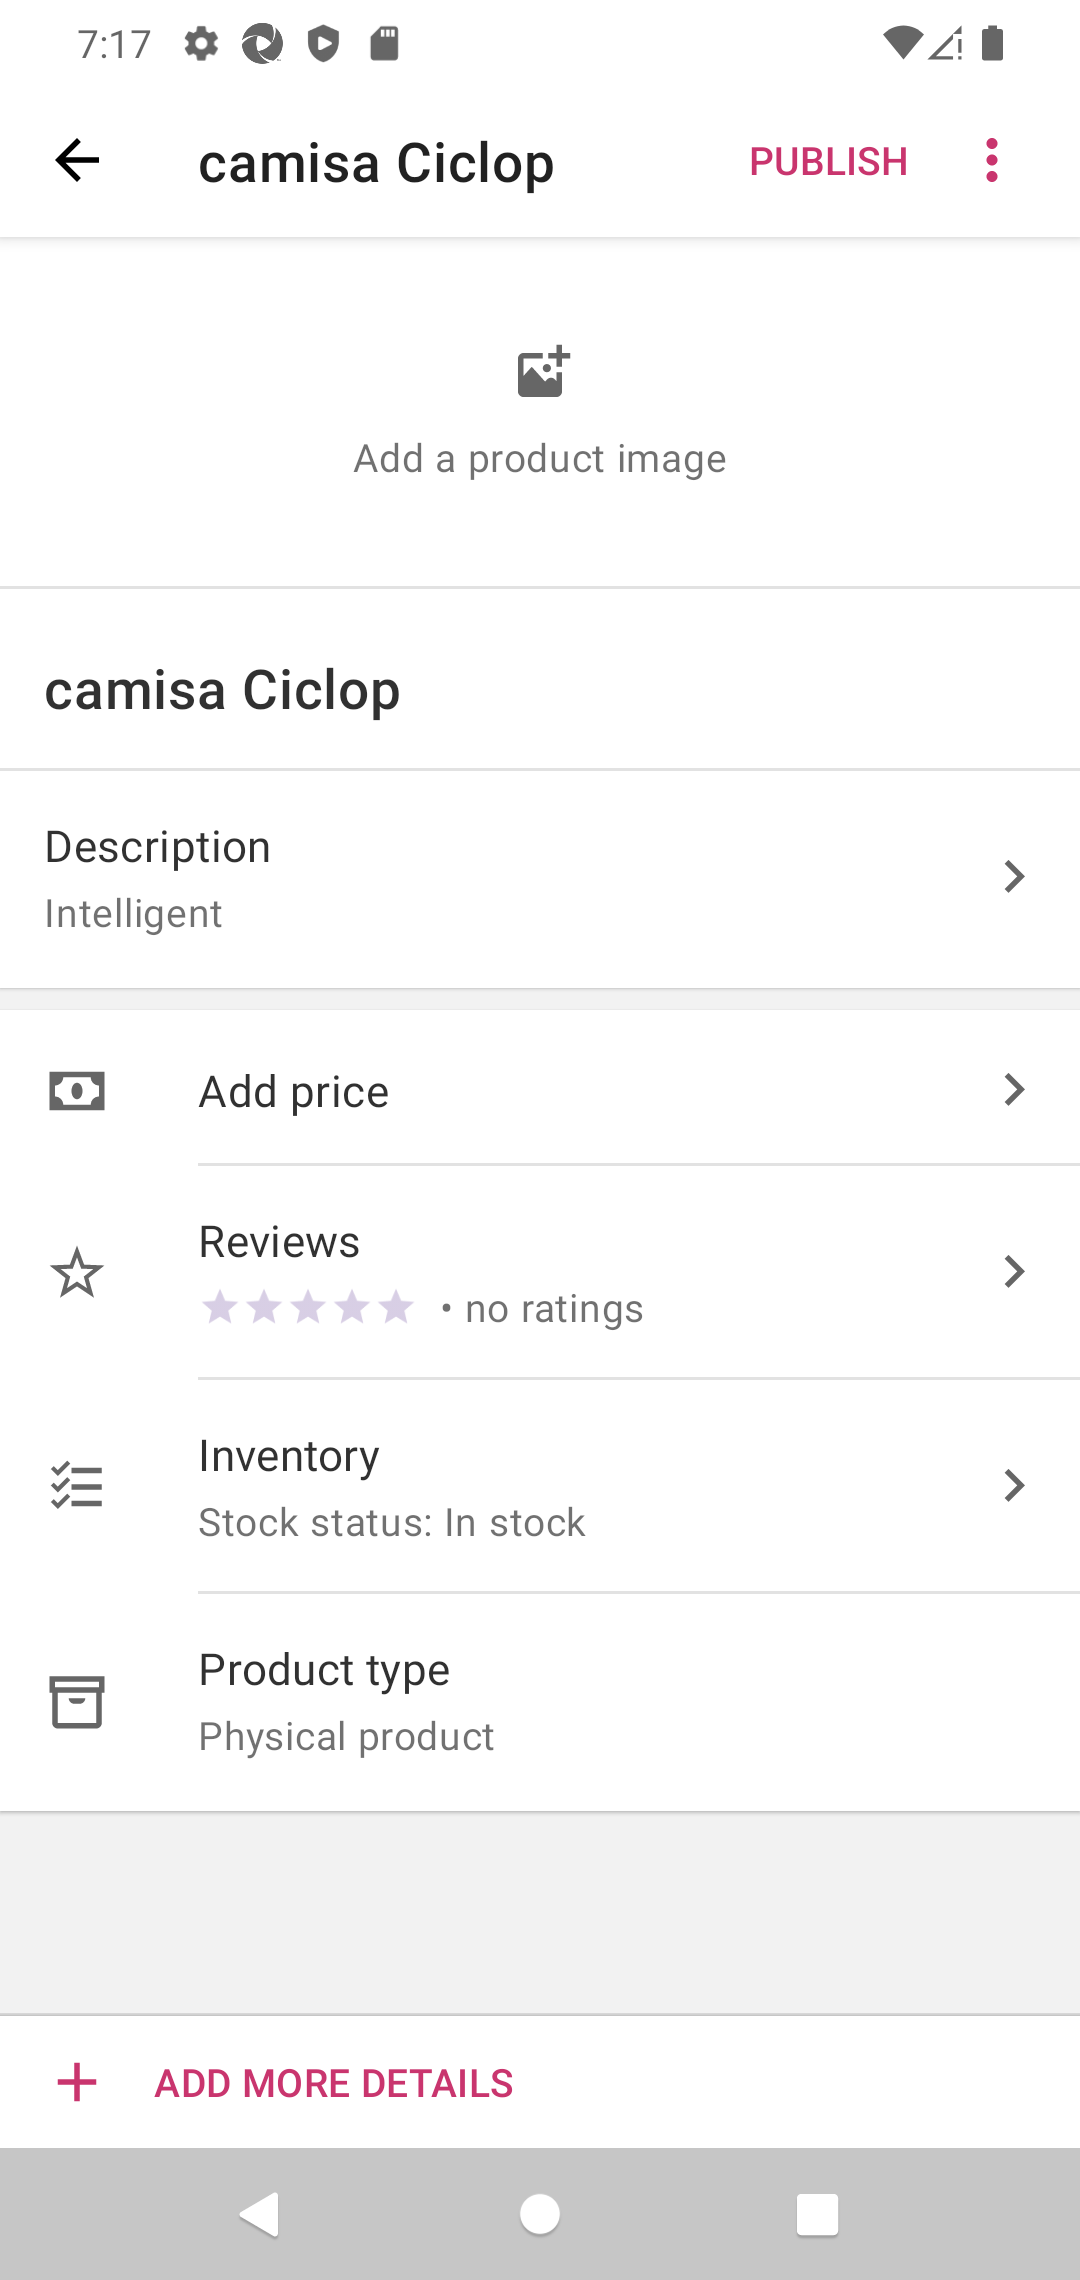 7:17
camisa Ciclop
PUBLISH
Add a product image
camisa Ciclop
Description
Intelligent
Add price
Reviews
• no ratings
Inventory
Stock status: In stock
Product type
Physical product
ADD MORE DETAILS